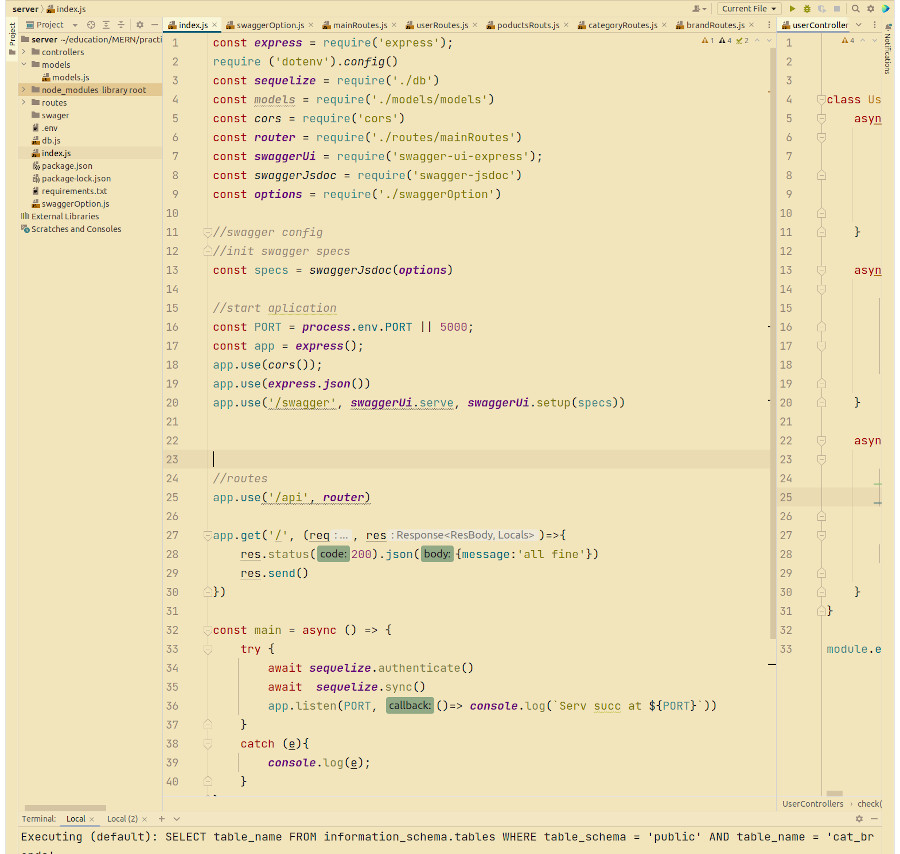 server › index.js
Current File
Project
index.js
swaggerOption.js
mainRoutes.js
userRoutes.js
poductsRouts.js
categoryRoutes.js
brandRoutes.js
userController
Project
Notifications
server ~/education/MERN/practi
controllers
models
models.js
node_modules library root
routes
swager
.env
db.js
index.js
package.json
package-lock.json
requirements.txt
swaggerOption.js
External Libraries
Scratches and Consoles
1 4 2
1 const express = require('express');
2 require ('dotenv').config()
3 const sequelize = require('./db')
4 const models = require('./models/models')
5 const cors = require('cors')
6 const router = require('./routes/mainRoutes')
7 const swaggerUi = require('swagger-ui-express');
8 const swaggerJsdoc = require('swagger-jsdoc')
9 const options = require('./swaggerOption')
10
11 //swagger config
12 //init swagger specs
13 const specs = swaggerJsdoc(options)
14
15 //start aplication
16 const PORT = process.env.PORT || 5000;
17 const app = express();
18 app.use(cors());
19 app.use(express.json())
20 app.use('/swagger', swaggerUi.serve, swaggerUi.setup(specs))
21
22
23
24 //routes
25 app.use('/api', router)
26
27 app.get('/', (req : ... , res : Response<ResBody, Locals> )=>{
28 res.status( code: 200).json( body: {message:'all fine'})
29 res.send()
30 })
31
32 const main = async () => {
33 try {
34 await sequelize.authenticate()
35 await sequelize.sync()
36 app.listen(PORT, callback: ()=> console.log(`Serv succ at ${PORT}`))
37 }
38 catch (e){
39 console.log(e);
40 }
4
1
3
4 class Us
5 asyn
6
7
8
9
10
11 }
12
13 asyn
14
15
16
17
18
19
20 }
21
22 asyn
23
24
25
26
27
28
29
30 }
31 }
32
33 module.e
UserControllers › check(
Terminal: Local × Local (2) × +
Executing (default): SELECT table_name FROM information_schema.tables WHERE table_schema = 'public' AND table_name = 'cat_br